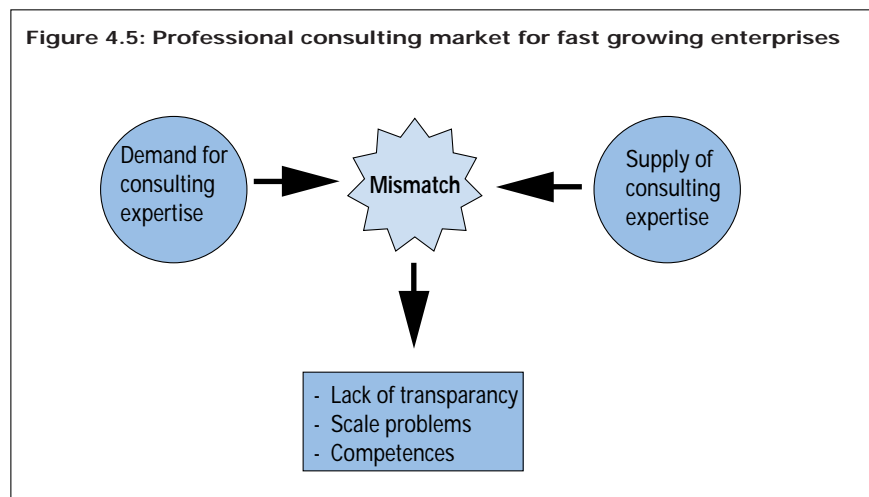 Figure 4.5: Professional consulting market for fast growing enterprises
Demand for
consulting
expertise
Mismatch
Supply of
consulting
expertise
- Lack of transparancy
- Scale problems
- Competences